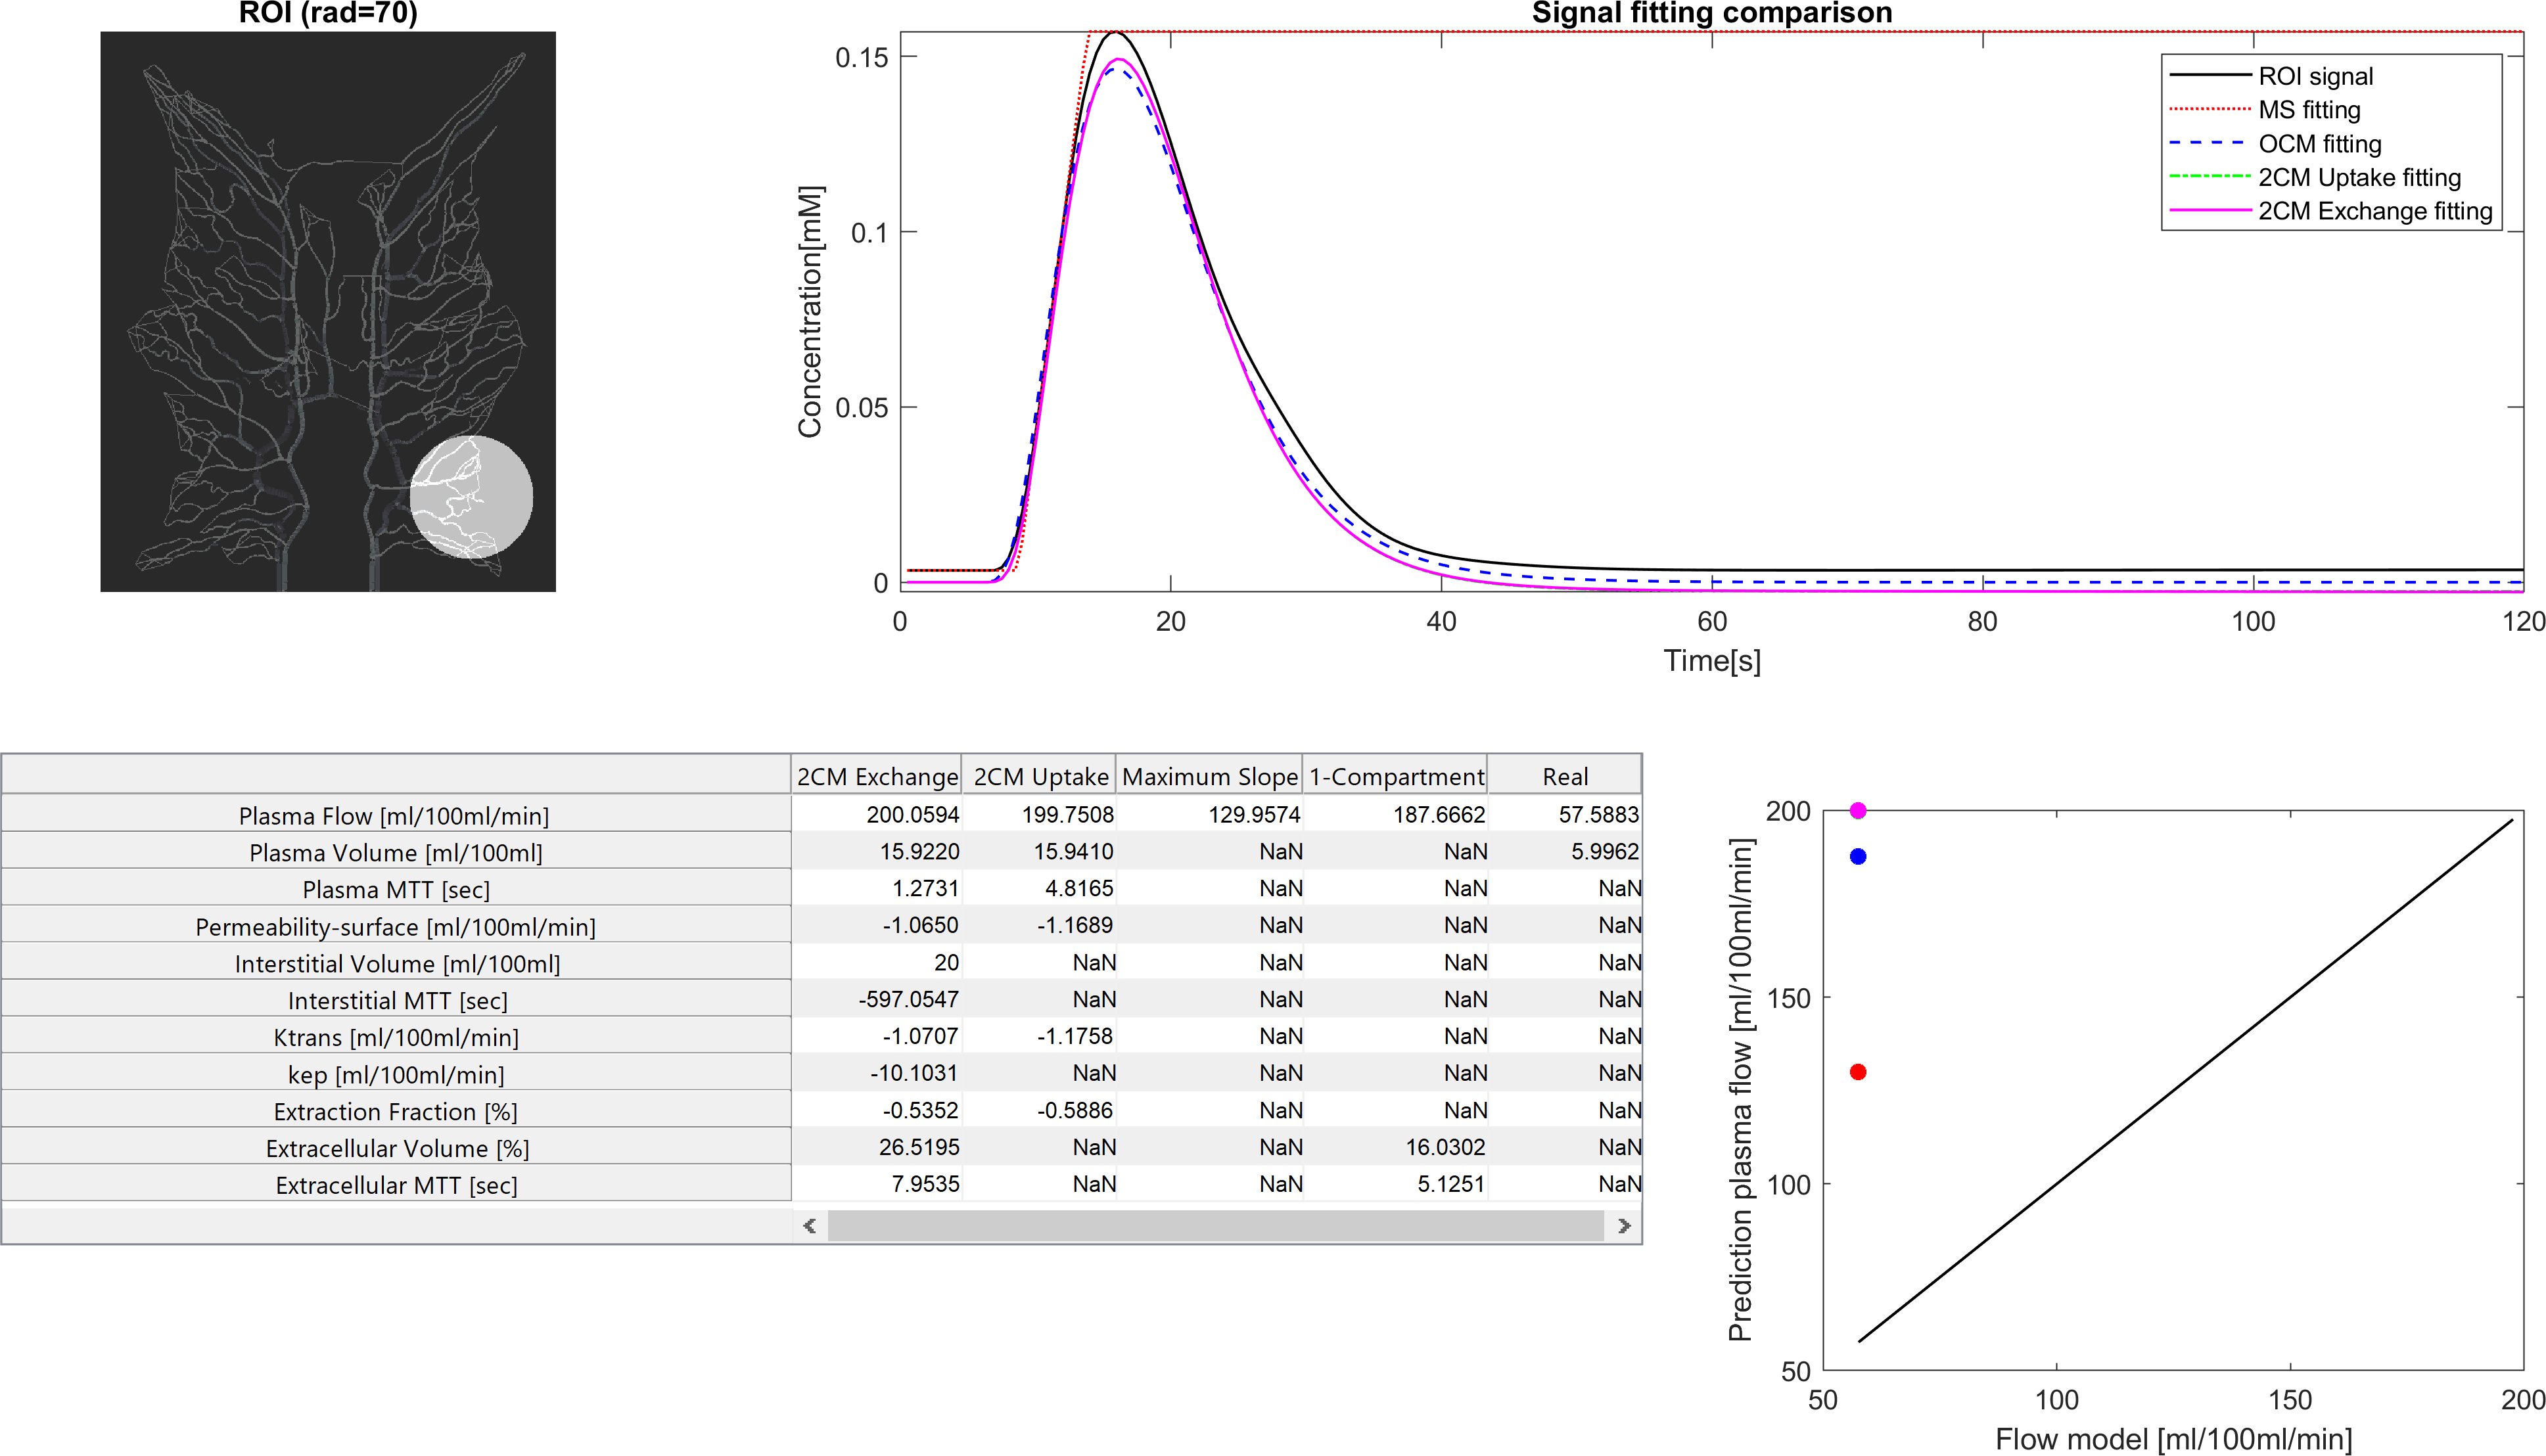 ROI (rad=70)
Signal fitting comparison
Concentration[mM]
0.15
0.1
0.05
0
ROI signal
MS fitting
OCM fitting
2CM Uptake fitting
2CM Exchange fitting
0 20 40 60 80 100 120
Time[s]
2CM Exchange 2CM Uptake Maximum Slope 1-Compartment Real
Plasma Flow [ml/100ml/min] 200.0594 199.7508 129.9574 187.6662 57.5883
Plasma Volume [ml/100ml] 15.9220 15.9410 NaN NaN 5.9962
Plasma MTT [sec] 1.2731 4.8165 NaN NaN NaN
Permeability-surface [ml/100ml/min] -1.0650 -1.1689 NaN NaN NaN
Interstitial Volume [ml/100ml] 20 NaN NaN NaN NaN
Interstitial MTT [sec] -597.0547 NaN NaN NaN NaN
Ktrans [ml/100ml/min] -1.0707 -1.1758 NaN NaN NaN
kep [ml/100ml/min] -10.1031 NaN NaN NaN NaN
Extraction Fraction [%] -0.5352 -0.5886 NaN NaN NaN
Extracellular Volume [%] 26.5195 NaN NaN 16.0302 NaN
Extracellular MTT [sec] 7.9535 NaN NaN 5.1251 NaN
Prediction plasma flow [ml/100ml/min]
200
150
100
50
50 100 150 200
Flow model [ml/100ml/min]